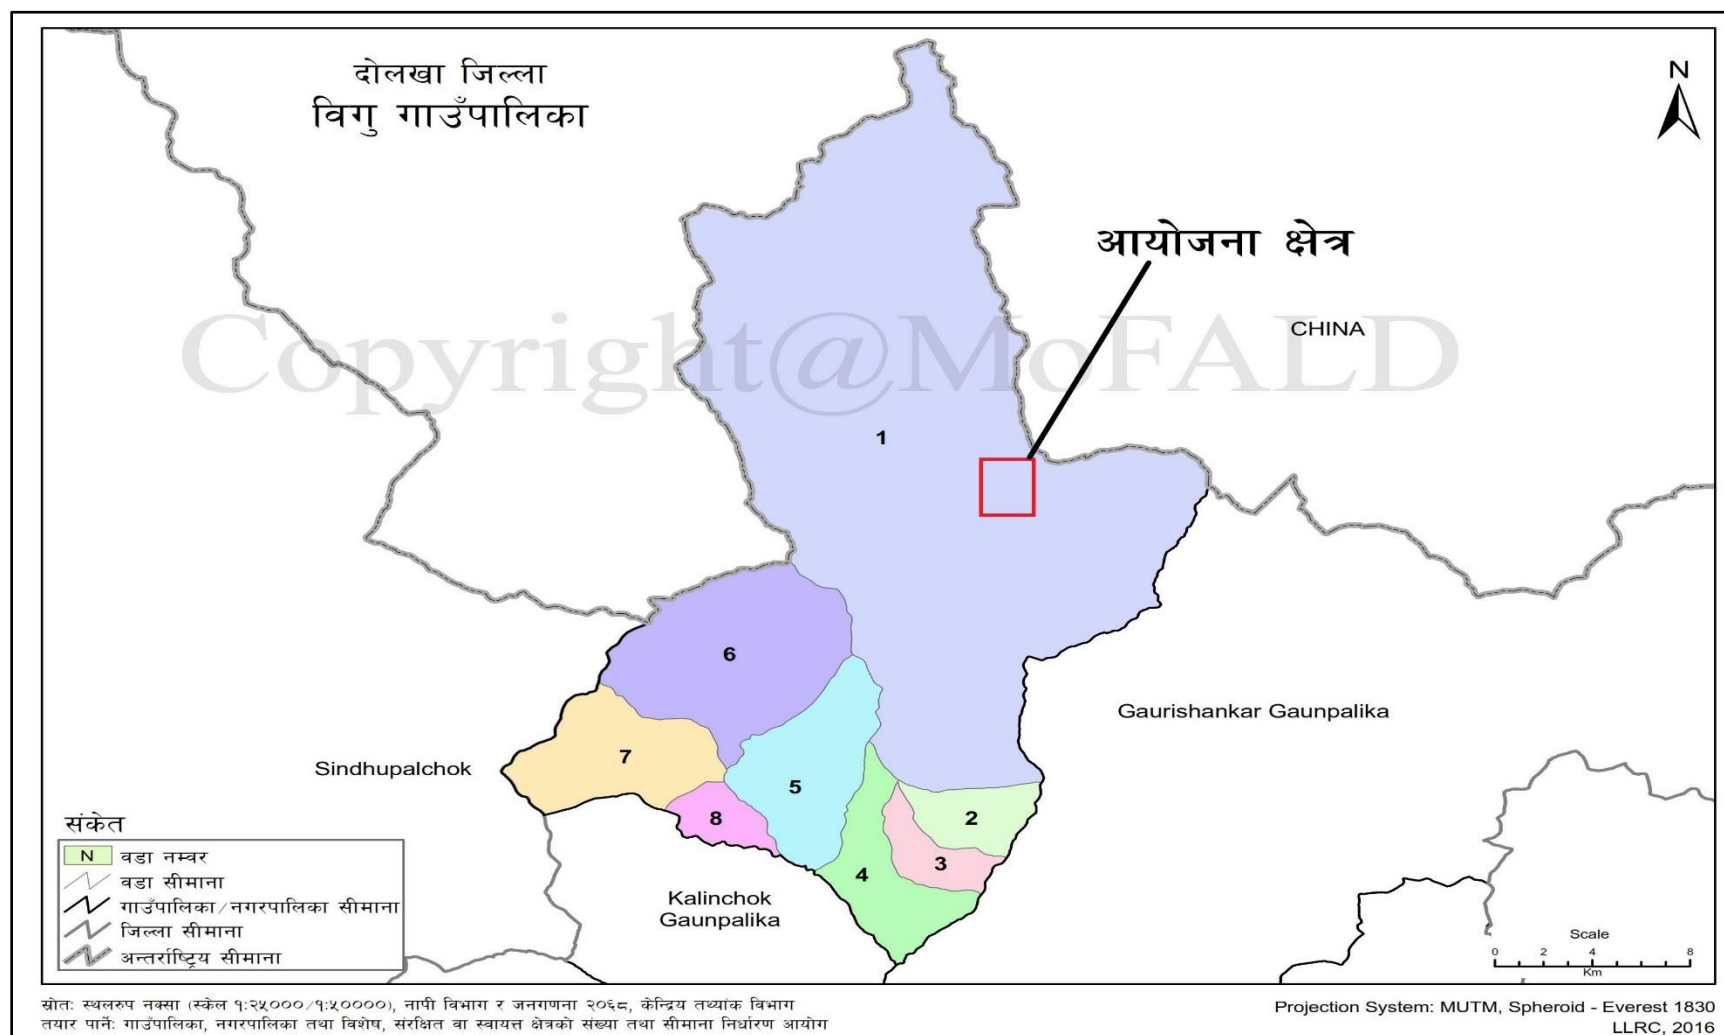 दोलखा जिल्ला
विगु गाउँपालिका
N
आयोजना क्षेत्र
CHINA
Copyright@MoFALD
1
6
Gaurishankar Gaunpalika
Sindhupalchok
7
5
2
8
3
4
Kalinchok
Gaunpalika
संकेत
N वडा नम्वर
वडा सीमाना
गाउँपालिका/नगरपालिका सीमाना
जिल्ला सीमाना
अन्तर्राष्ट्रिय सीमाना
Scale
0 2 4 6 8
Km
स्रोतः स्थलरुप नक्सा (स्केल १:२५०००/१:५००००), नापी विभाग र जनगणना २०६८, केन्द्रिय तथ्यांक विभाग
तयार पार्नेः गाउँपालिका, नगरपालिका तथा विशेष, संरक्षित वा स्वायत्त क्षेत्रको संख्या तथा सीमाना निर्धारण आयोग
Projection System: MUTM, Spheroid - Everest 1830
LLRC, 2016